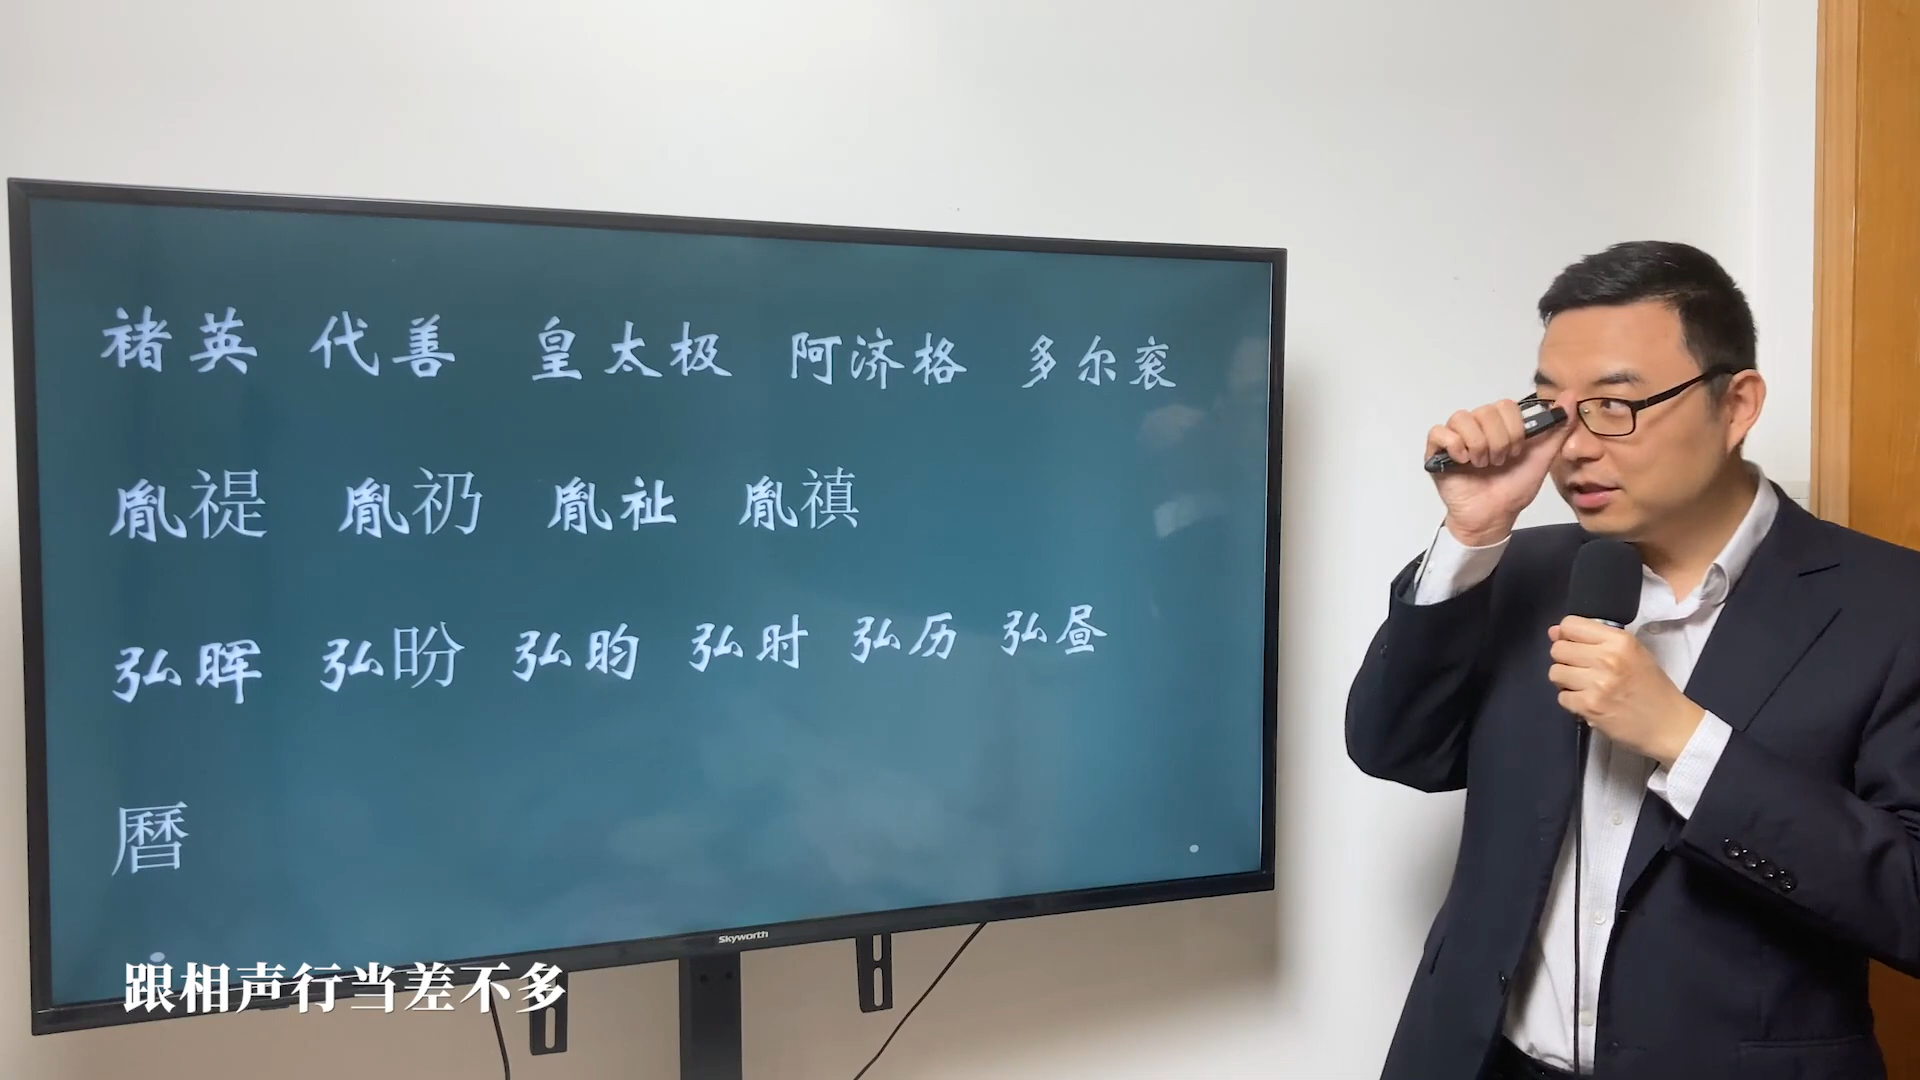 褚英 代善 皇太极 阿济格 多尔衮
胤禔 胤礽 胤祉 胤禛
弘晖 弘昐 弘昀 弘时 弘历 弘昼
曆
Skyworth
跟相声行当差不多